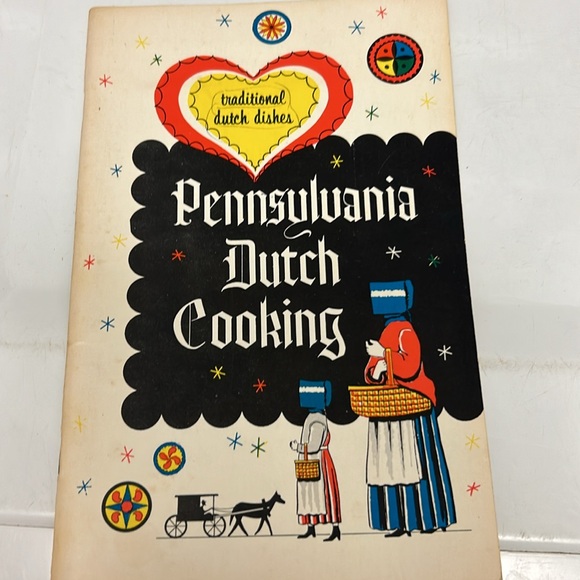 traditional
dutch dishes
Pennsylvania
Dutch
Cooking